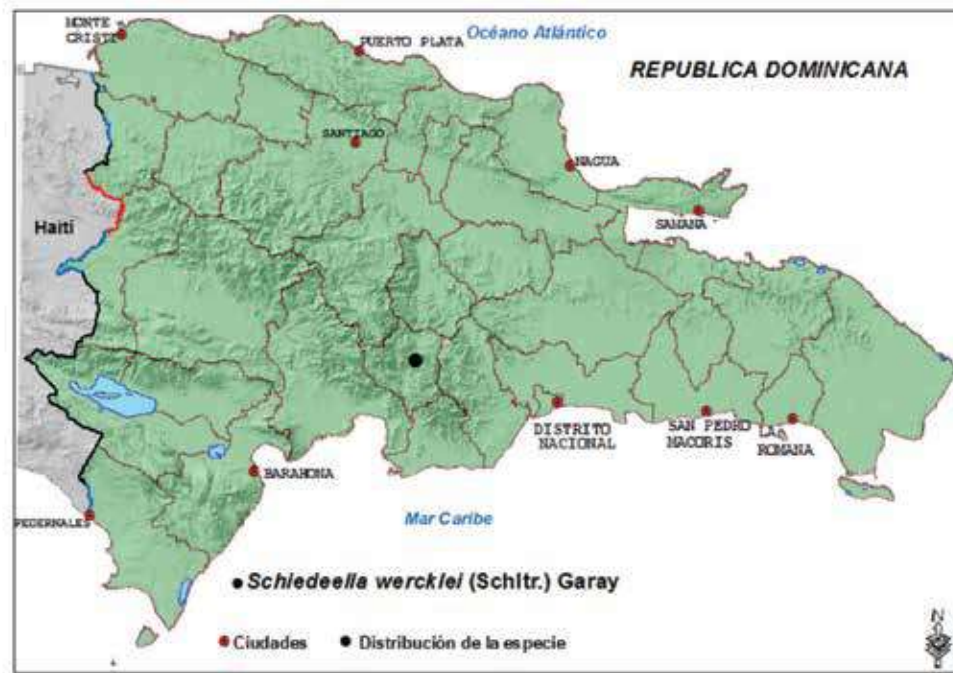 MONTE
CRISTI
PUERTO PLATA
Océano Atlántico
REPUBLICA DOMINICANA
SANTIAGO
NAGUA
SAMANA
Haití
DISTRITO
NACIONAL
SAN PEDRO
MACORIS
LA
ROMANA
BARAHONA
PEDERNALES
Mar Caribe
Schiedeella wercklei (Schltr.) Garay
Ciudades
Distribución de la especie
N